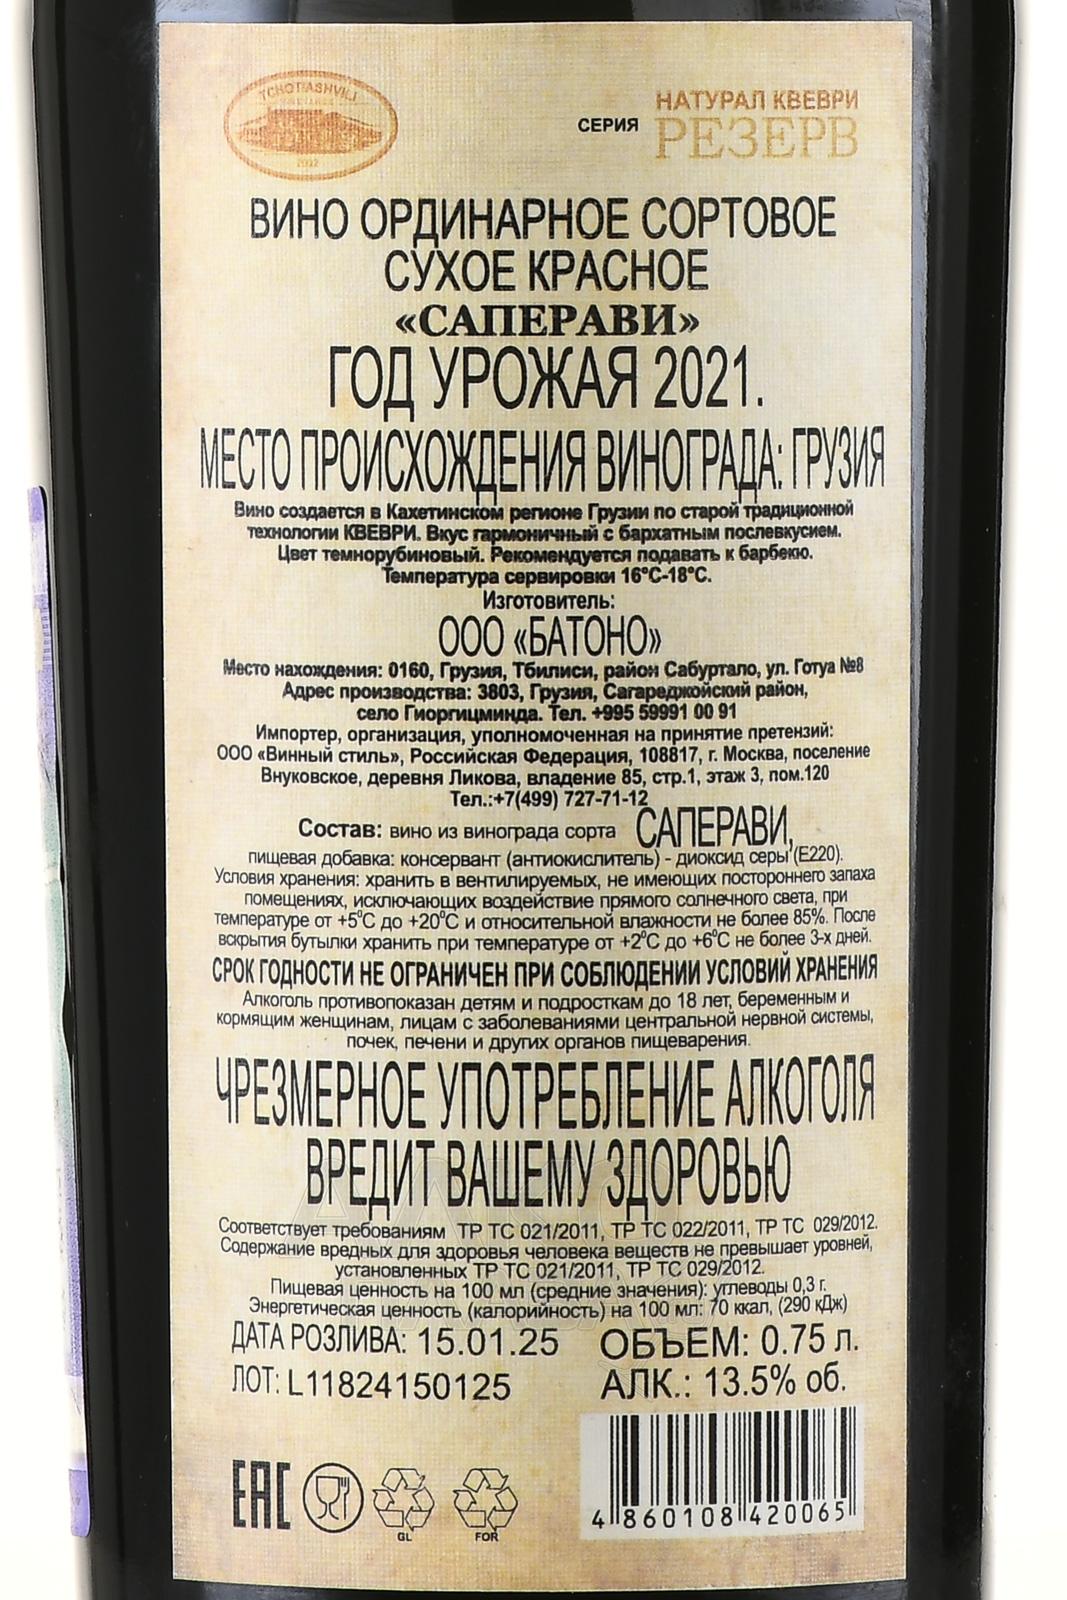 TCHOTIASHVILI
VINEYARDS
2002
НАТУРАЛ КВЕВРИ
СЕРИЯ РЕЗЕРВ
ВИНО ОРДИНАРНОЕ СОРТОВОЕ
СУХОЕ КРАСНОЕ
«САПЕРАВИ»
ГОД УРОЖАЯ 2021.
МЕСТО ПРОИСХОЖДЕНИЯ ВИНОГРАДА: ГРУЗИЯ
Вино создается в Кахетинском регионе Грузии по старой традиционной
технологии КВЕВРИ. Вкус гармоничный с бархатным послевкусием.
Цвет темнорубиновый. Рекомендуется подавать к барбекю.
Температура сервировки 16°С-18°С.
Изготовитель:
ООО «БАТОНО»
Место нахождения: 0160, Грузия, Тбилиси, район Сабуртало, ул. Готуа №8
Адрес производства: 3803, Грузия, Сагареджойский район,
село Гиоргицминда. Тел. +995 59991 00 91
Импортер, организация, уполномоченная на принятие претензий:
ООО «Винный стиль», Российская Федерация, 108817, г. Москва, поселение
Внуковское, деревня Ликова, владение 85, стр.1, этаж 3, пом.120
Тел.:+7(499) 727-71-12
Состав: вино из винограда сорта САПЕРАВИ,
пищевая добавка: консервант (антиокислитель) - диоксид серы (Е220).
Условия хранения: хранить в вентилируемых, не имеющих постороннего запаха
помещениях, исключающих воздействие прямого солнечного света, при
температуре от +5°С до +20°С и относительной влажности не более 85%. После
вскрытия бутылки хранить при температуре от +2°С до +6°С не более 3-х дней.
СРОК ГОДНОСТИ НЕ ОГРАНИЧЕН ПРИ СОБЛЮДЕНИИ УСЛОВИЙ ХРАНЕНИЯ
Алкоголь противопоказан детям и подросткам до 18 лет, беременным и
кормящим женщинам, лицам с заболеваниями центральной нервной системы,
почек, печени и других органов пищеварения.
ЧРЕЗМЕРНОЕ УПОТРЕБЛЕНИЕ АЛКОГОЛЯ
ВРЕДИТ ВАШЕМУ ЗДОРОВЬЮ
Соответствует требованиям ТР ТС 021/2011, ТР ТС 022/2011, ТР ТС 029/2012.
Содержание вредных для здоровья человека веществ не превышает уровней,
установленных ТР ТС 021/2011, ТР ТС 029/2012.
Пищевая ценность на 100 мл (средние значения): углеводы 0,3 г.
Энергетическая ценность (калорийность) на 100 мл: 70 ккал, (290 кДж)
ДАТА РОЗЛИВА: 15.01.25 ОБЪЕМ: 0.75 л.
ЛОТ: L11824150125 АЛК.: 13.5% об.
EAC
GL
FOR
4 860108 420065